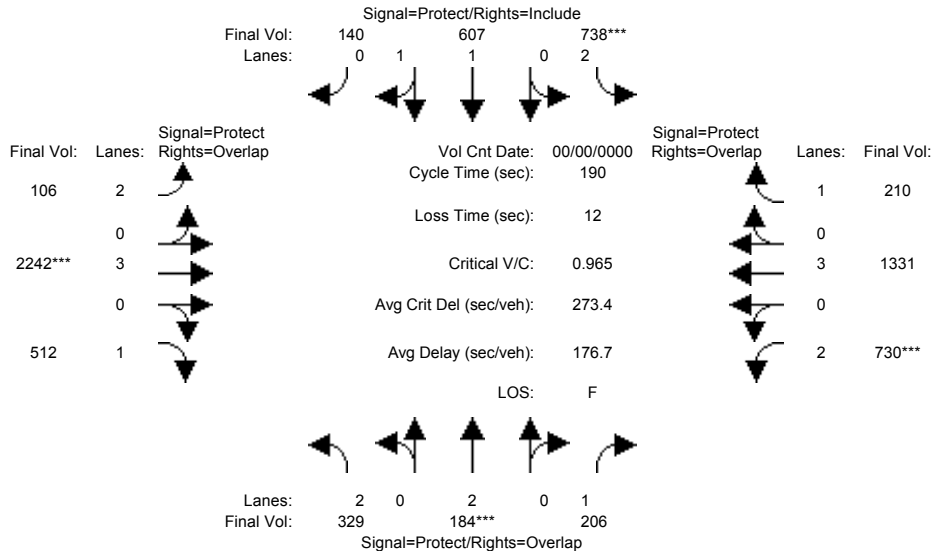 Signal=Protect/Rights=Include
Final Vol: 140 607 738***
Lanes: 0 1 1 0 2
Signal=Protect Signal=Protect
Final Vol: Lanes: Rights=Overlap Vol Cnt Date: 00/00/0000 Rights=Overlap Lanes: Final Vol:
Cycle Time (sec): 190
106 2 1 210
Loss Time (sec): 12
0 0
2242*** 3 Critical V/C: 0.965 3 1331
0 Avg Crit Del (sec/veh): 273.4 0
512 1 Avg Delay (sec/veh): 176.7 2 730***
LOS: F
Lanes: 2 0 2 0 1
Final Vol: 329 184*** 206
Signal=Protect/Rights=Overlap